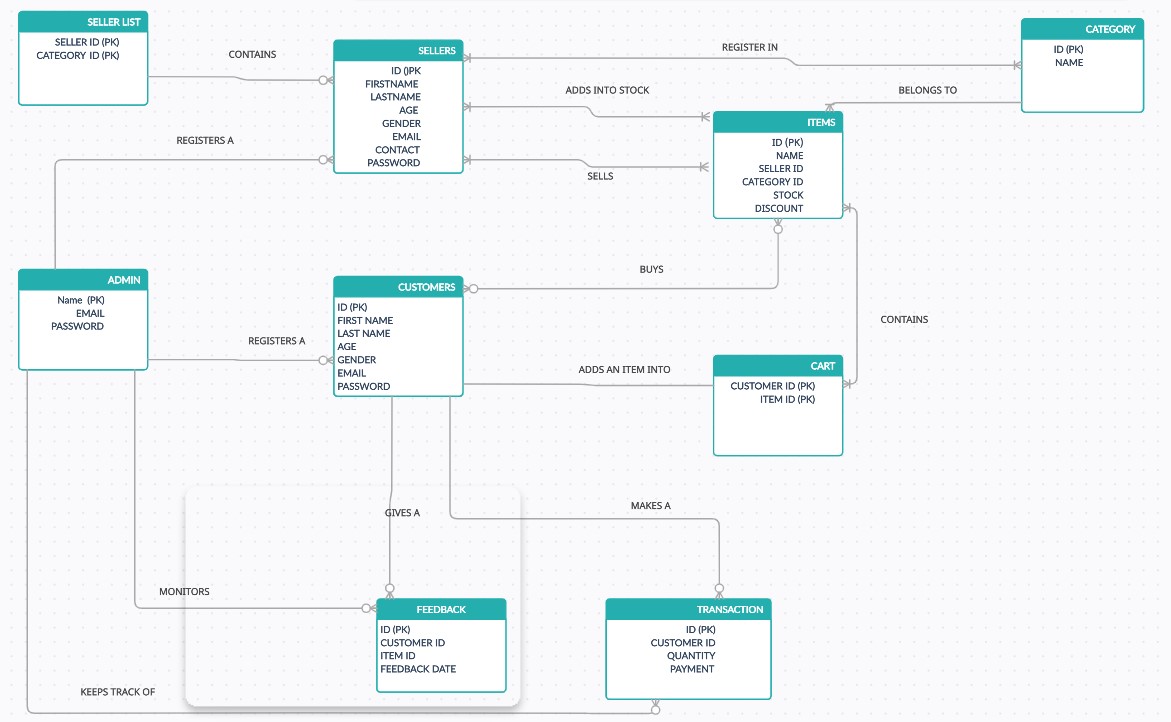 SELLER LIST
SELLER ID (PK)
CATEGORY ID (PK)
CONTAINS
SELLERS
ID ()PK
FIRSTNAME
LASTNAME
AGE
GENDER
EMAIL
CONTACT
PASSWORD
REGISTER IN
CATEGORY
ID (PK)
NAME
ADDS INTO STOCK
BELONGS TO
REGISTERS A
SELLS
ITEMS
ID (PK)
NAME
SELLER ID
CATEGORY ID
STOCK
DISCOUNT
BUYS
ADMIN
Name (PK)
EMAIL
PASSWORD
REGISTERS A
CUSTOMERS
ID (PK)
FIRST NAME
LAST NAME
AGE
GENDER
EMAIL
PASSWORD
CONTAINS
ADDS AN ITEM INTO
CART
CUSTOMER ID (PK)
ITEM ID (PK)
GIVES A
MAKES A
MONITORS
FEEDBACK
ID (PK)
CUSTOMER ID
ITEM ID
FEEDBACK DATE
TRANSACTION
ID (PK)
CUSTOMER ID
QUANTITY
PAYMENT
KEEPS TRACK OF